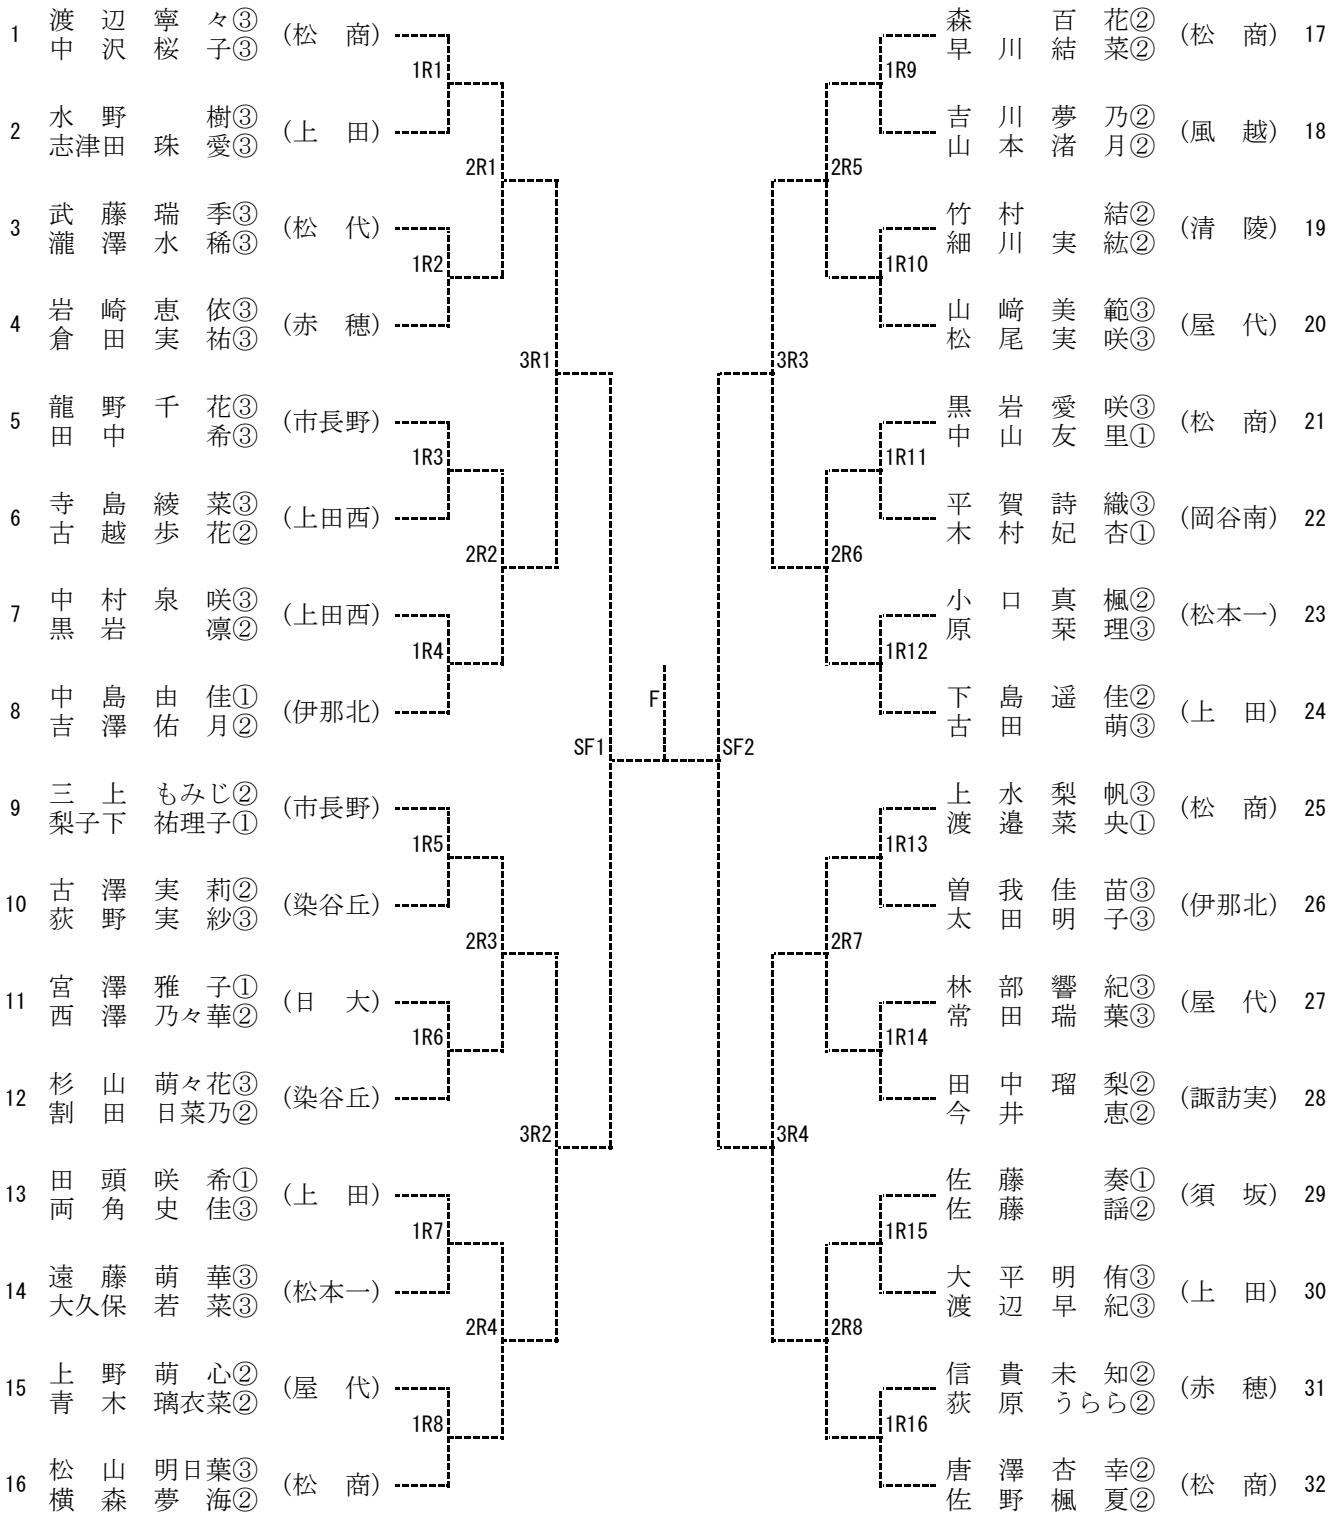 1 渡辺寧々③ (松商)
中沢桜子③
1R1
2 水野樹③ (上田)
志津田珠愛③
2R1
3 武藤瑞季③ (松代)
瀧澤水稀③
1R2
4 岩崎恵依③ (赤穂)
倉田実祐③
3R1
5 龍野千花③ (市長野)
田中希③
1R3
6 寺島綾菜③ (上田西)
古越歩花②
2R2
7 中村泉咲③ (上田西)
黒岩凛②
1R4
8 中島由佳① (伊那北)
吉澤佑月②
SF1
9 三上もみじ② (市長野)
梨子下祐理子①
1R5
10 古澤実莉② (染谷丘)
荻野実紗③
2R3
11 宮澤雅子① (日大)
西澤乃々華②
1R6
12 杉山萌々花③ (染谷丘)
割田日菜乃②
3R2
13 田頭咲希① (上田)
両角史佳③
1R7
14 遠藤萌華③ (松本一)
大久保若菜③
2R4
15 上野萌心② (屋代)
青木璃衣菜②
1R8
16 松山明日葉③ (松商)
横森夢海②
F
森百花② (松商) 17
早川結菜②
1R9
吉川夢乃② (風越) 18
山本渚月②
2R5
竹村結② (清陵) 19
細川実紘②
1R10
山﨑美範③ (屋代) 20
松尾実咲③
3R3
黒岩愛咲③ (松商) 21
中山友里①
1R11
平賀詩織③ (岡谷南) 22
木村妃杏①
2R6
小口真楓② (松本一) 23
原栞理③
1R12
下島遥佳② (上田) 24
古田萌③
SF2
上水梨帆③ (松商) 25
渡邉菜央①
1R13
曽我佳苗③ (伊那北) 26
太田明子③
2R7
林部響紀③ (屋代) 27
常田瑞葉③
1R14
田中瑠梨② (諏訪実) 28
今井恵②
3R4
佐藤奏① (須坂) 29
佐藤謡②
1R15
大平明侑③ (上田) 30
渡辺早紀③
2R8
信貴未知② (赤穂) 31
荻原うらら②
1R16
唐澤杏幸② (松商) 32
佐野楓夏②